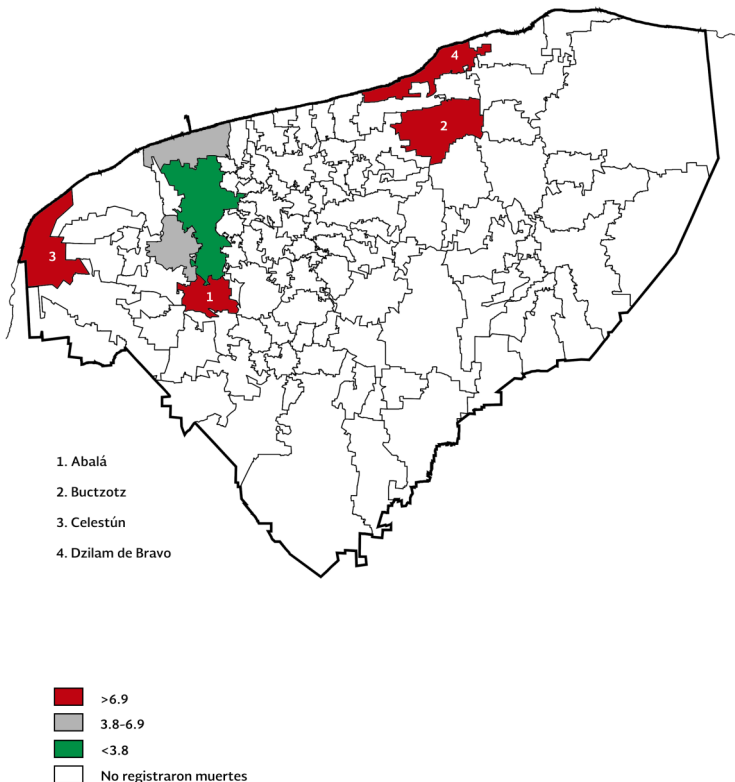 4
2
3
1
1. Abalá
2. Buctzotz
3. Celestún
4. Dzilam de Bravo
>6.9
3.8-6.9
<3.8
No registraron muertes